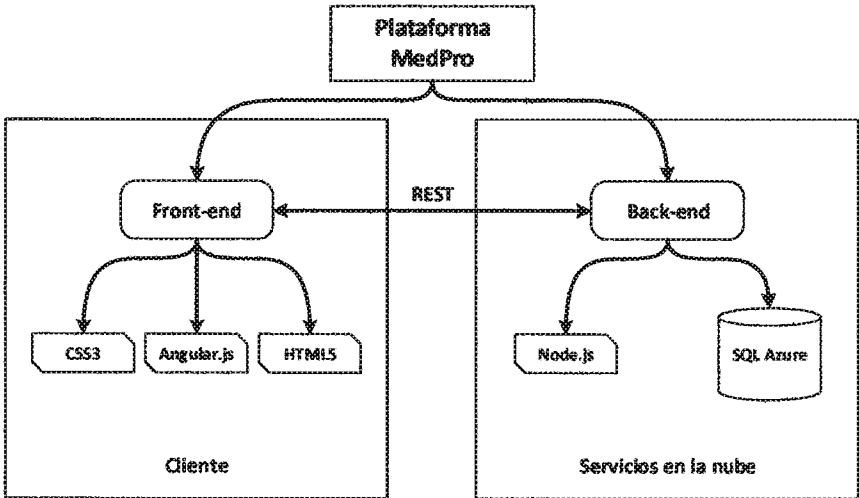 Plataforma
MedPro
REST
Front-end
Back-end
CSS3
Angular.js
HTML5
Node.js
SQL Azure
Cliente
Servicios en la nube